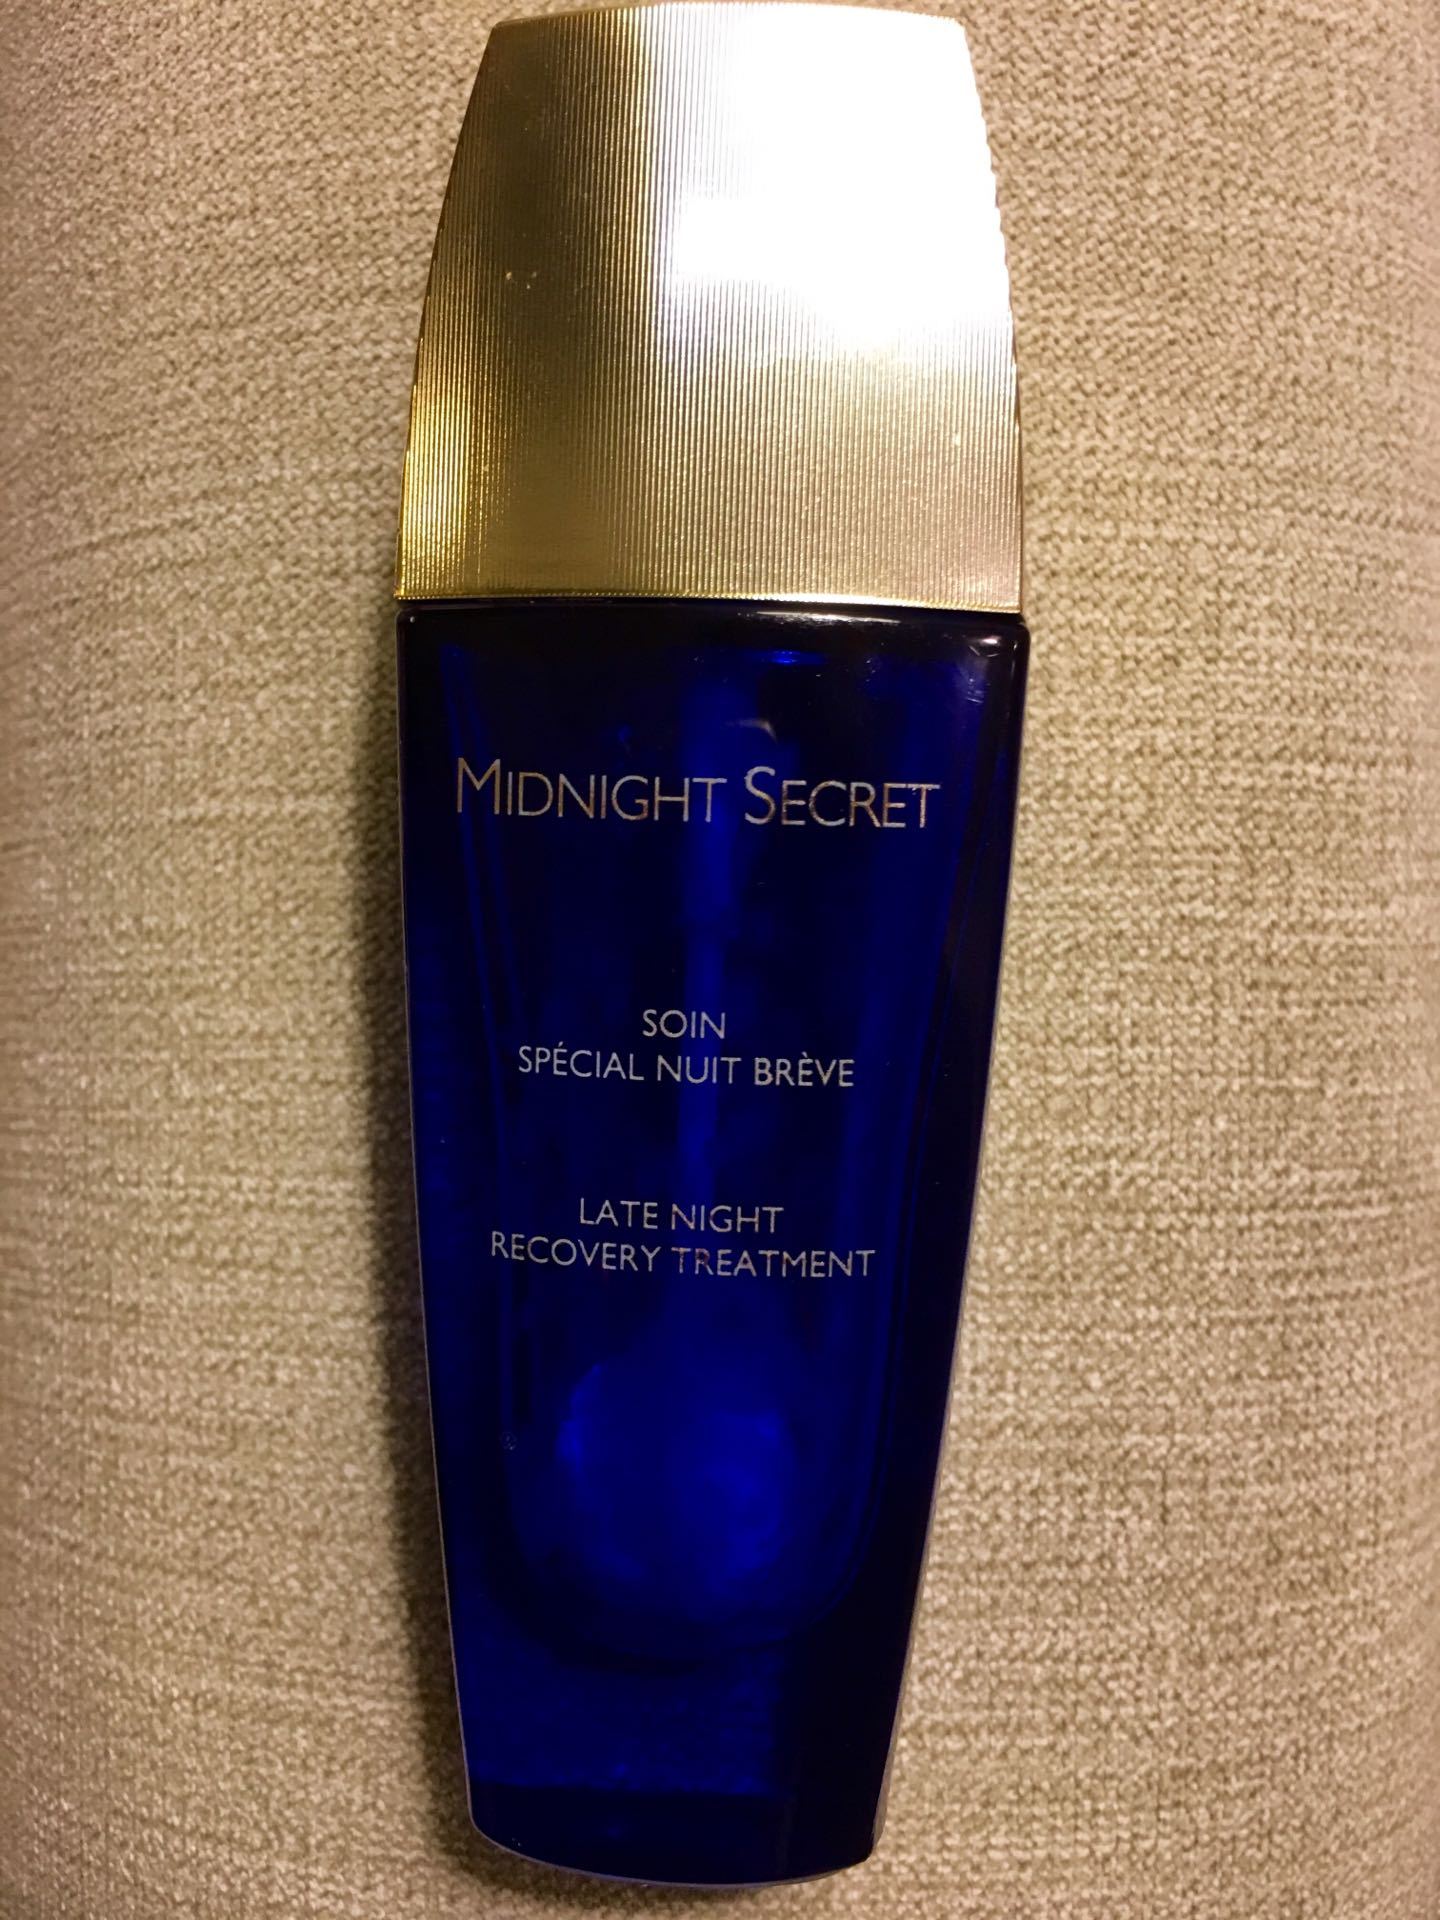 MIDNIGHT SECRET
SOIN
SPÉCIAL NUIT BRÈVE
LATE NIGHT
RECOVERY TREATMENT